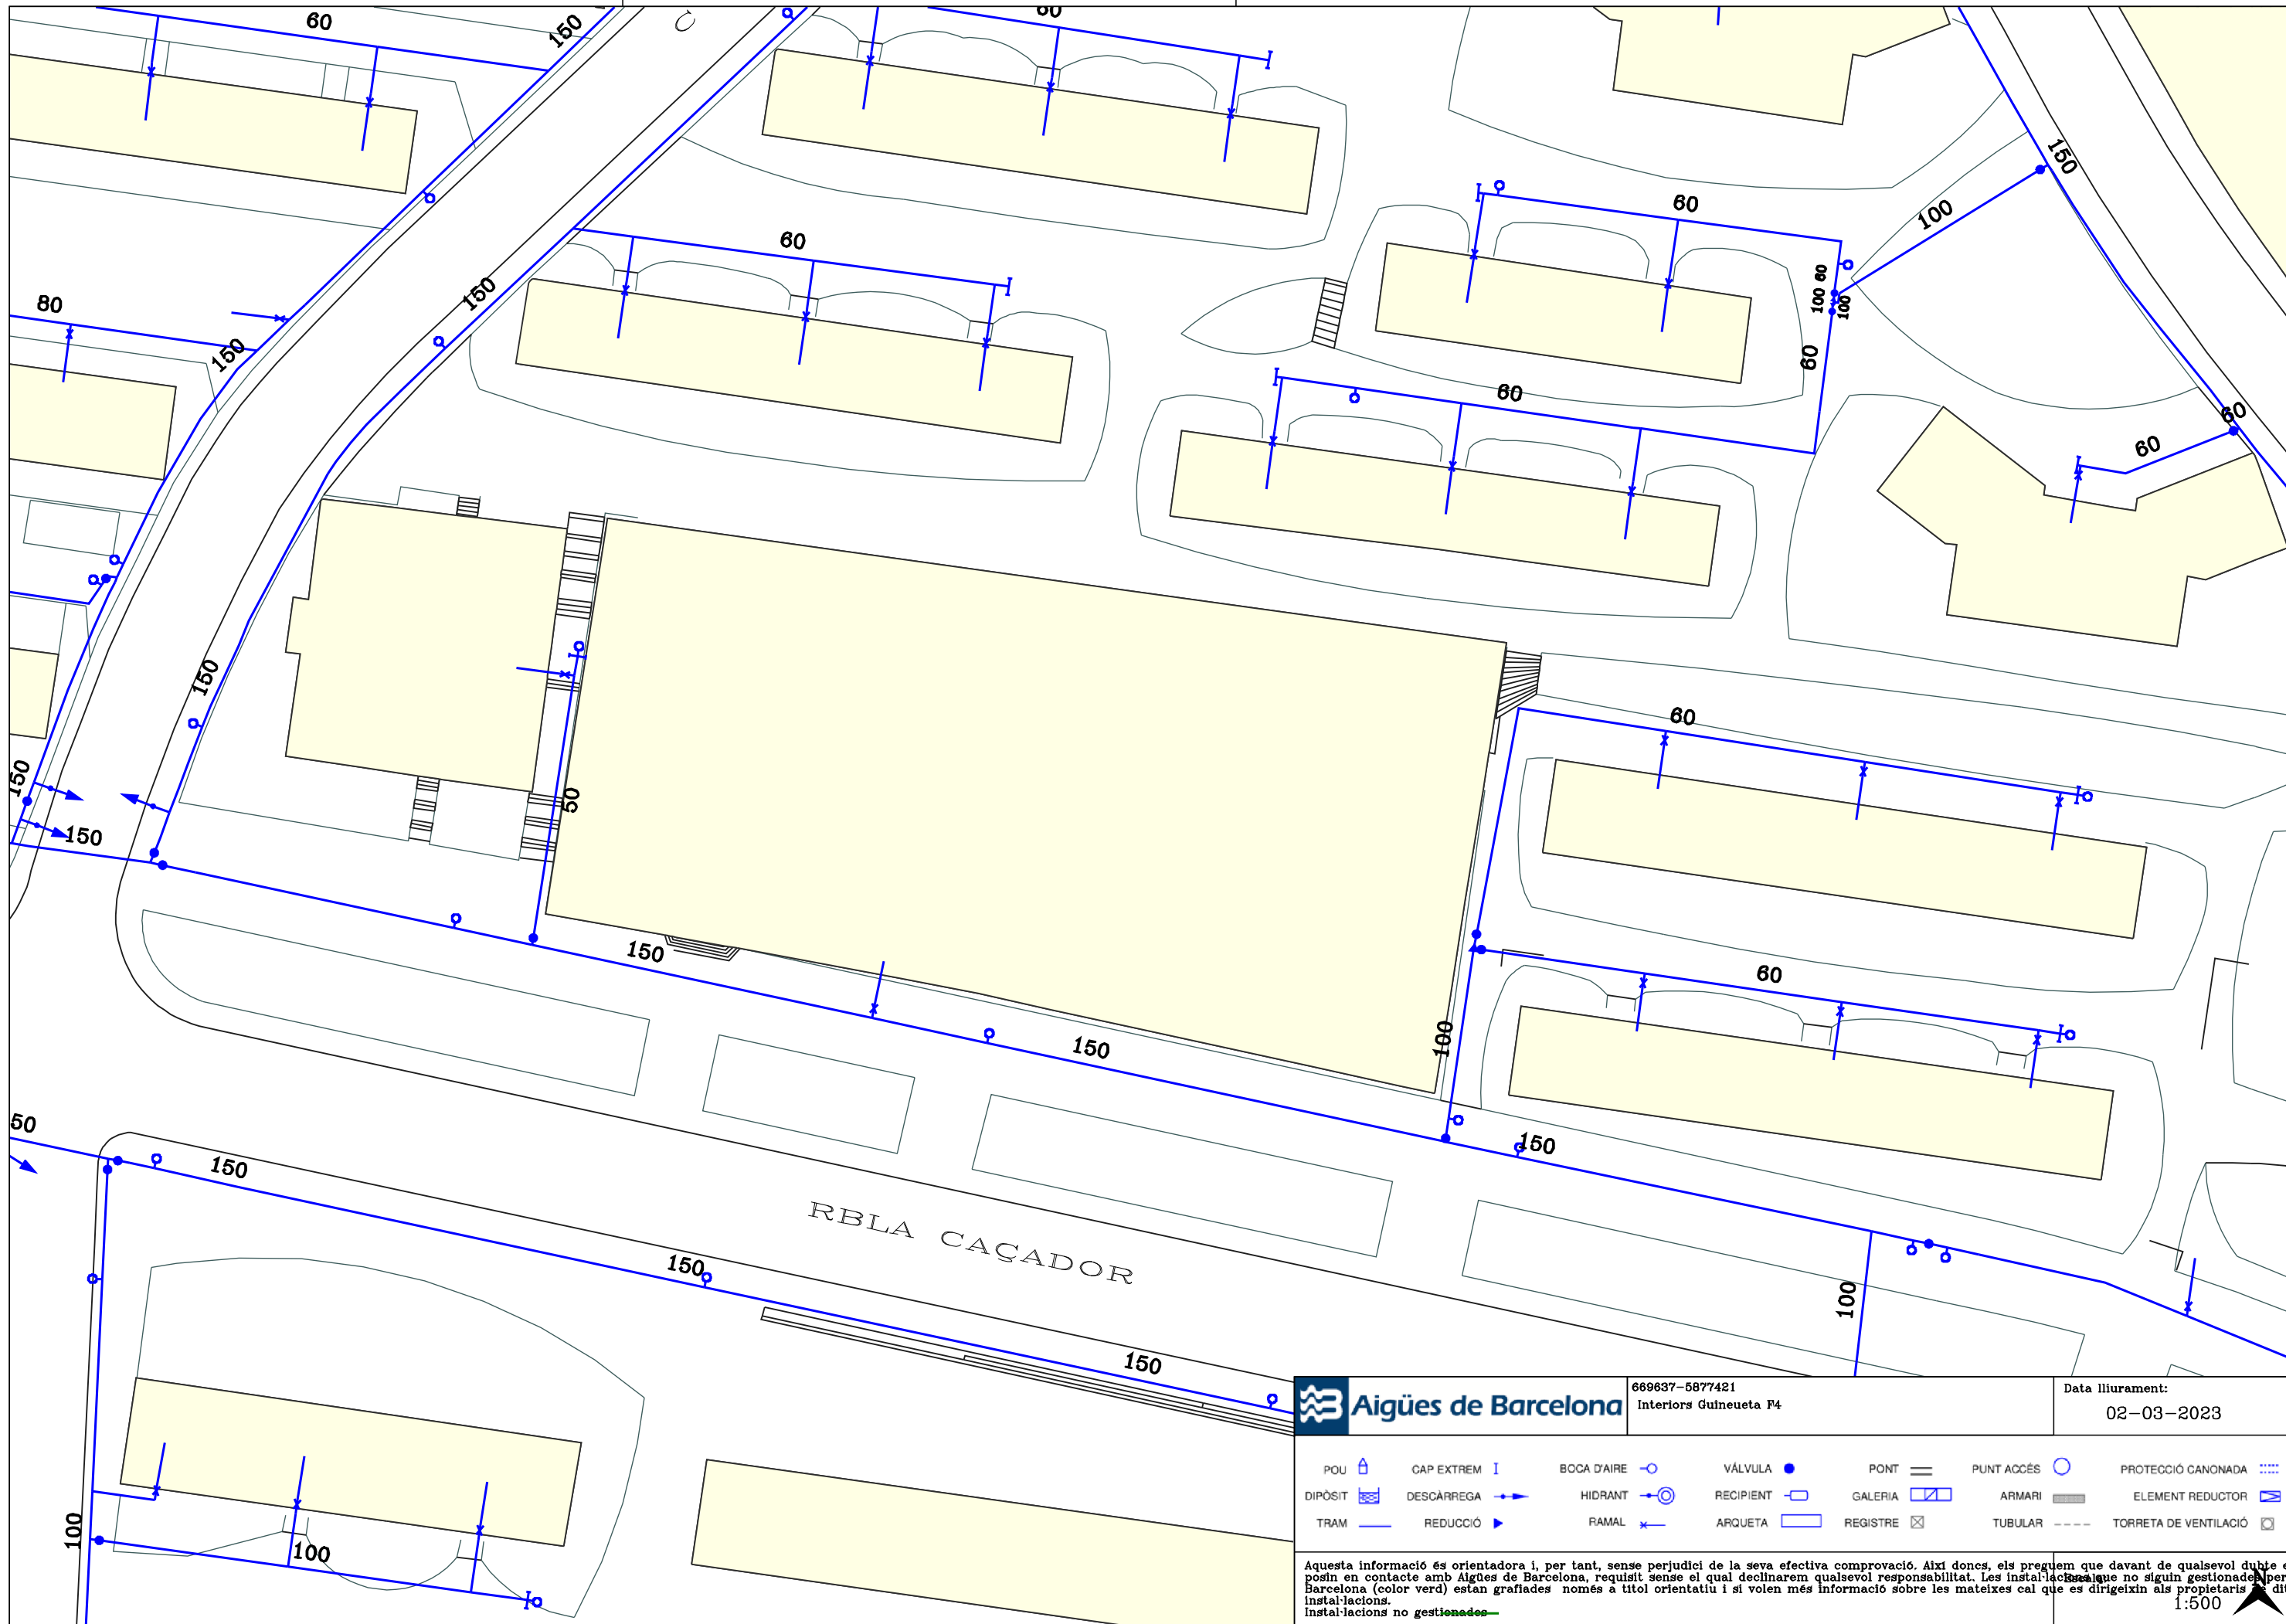 60
150
60
C
60
60
150
80
150
150
60
150
100
60
100
100
60
60
60
60
150
50
150
150
60
60
150
150
100
150
50
150
RBLA CAÇADOR
150
150
100
100
100
Aigües de Barcelona
669637-5877421
Interiors Guineueta F4
Data lliurament:
02-03-2023
POU CAP EXTREM BOCA D'AIRE VÁLVULA PONT PUNT ACCÉS PROTECCIÓ CANONADA
DIPÒSIT DESCÀRREGA HIDRANT RECIPIENT GALERIA ARMARI ELEMENT REDUCTOR
TRAM REDUCCIÓ RAMAL ARQUETA REGISTRE TUBULAR TORRETA DE VENTILACIÓ
Aquesta informació és orientadora i, per tant, sense perjudici de la seva efectiva comprovació. Així doncs, els preguem que davant de qualsevol dubte
posin en contacte amb Aigües de Barcelona, requisit sense el qual declinarem qualsevol responsabilitat. Les instal·lacions que no siguin gestionades per
Barcelona (color verd) estan grafiades només a títol orientatiu i si volen més informació sobre les mateixes cal que es dirigeixin als propietaris
instal·lacions.
Instal·lacions no gestionades
Escala:
1:500
N